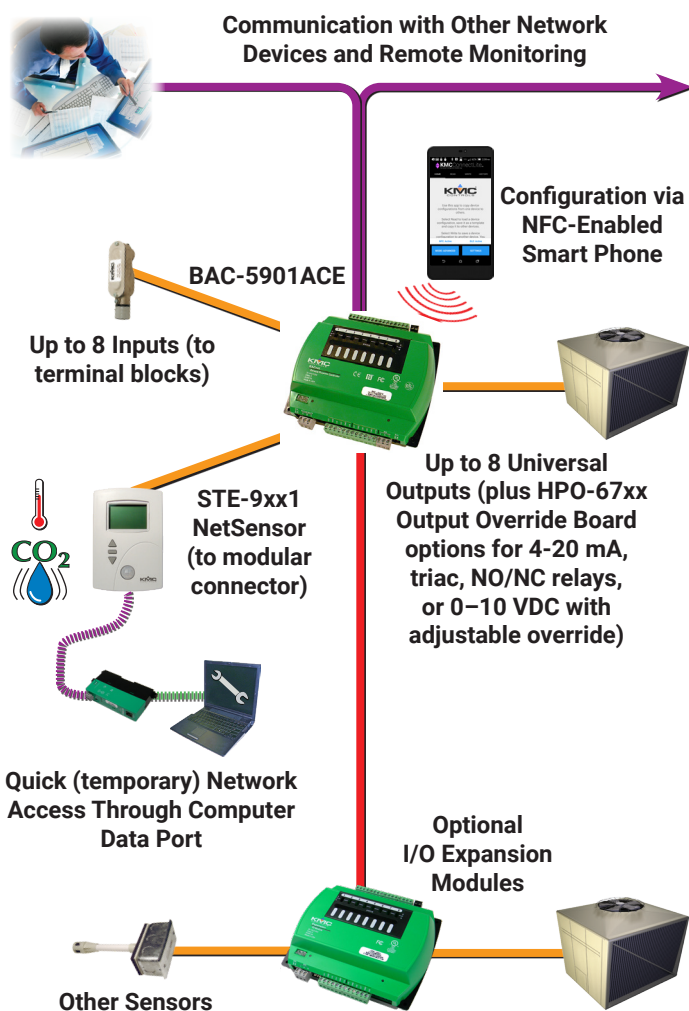 Communication with Other Network
Devices and Remote Monitoring
KMC
Configuration via
NFC-Enabled
Smart Phone
BAC-5901ACE
Up to 8 Inputs (to
terminal blocks)
KMC
STE-9xx1
NetSensor
(to modular
connector)
CO2
KMC
Up to 8 Universal
Outputs (plus HPO-67xx
Output Override Board
options for 4-20 mA,
triac, NO/NC relays,
or 0–10 VDC with
adjustable override)
Quick (temporary) Network
Access Through Computer
Data Port
Optional
I/O Expansion
Modules
KMC
Other Sensors